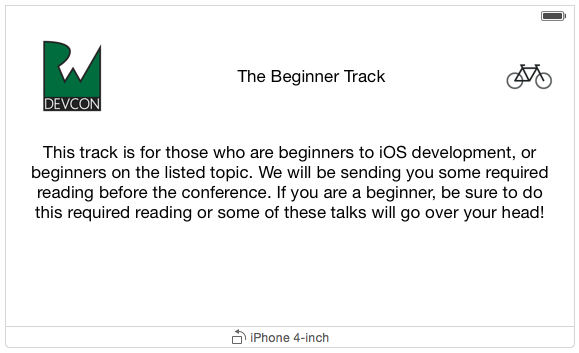 RW
DEVCON
The Beginner Track
This track is for those who are beginners to iOS development, or
beginners on the listed topic. We will be sending you some required
reading before the conference. If you are a beginner, be sure to do
this required reading or some of these talks will go over your head!
iPhone 4-inch